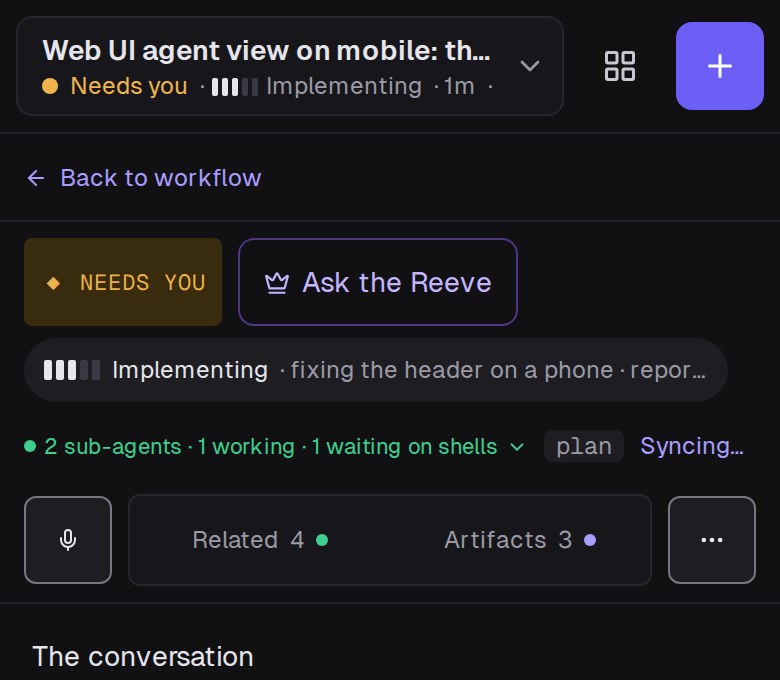 Web UI agent view on mobile: th…
Needs you · Implementing · 1m ·
Back to workflow
NEEDS YOU
Ask the Reeve
Implementing · fixing the header on a phone · repor…
2 sub-agents · 1 working · 1 waiting on shells
plan
Syncing…
Related 4
Artifacts 3
The conversation